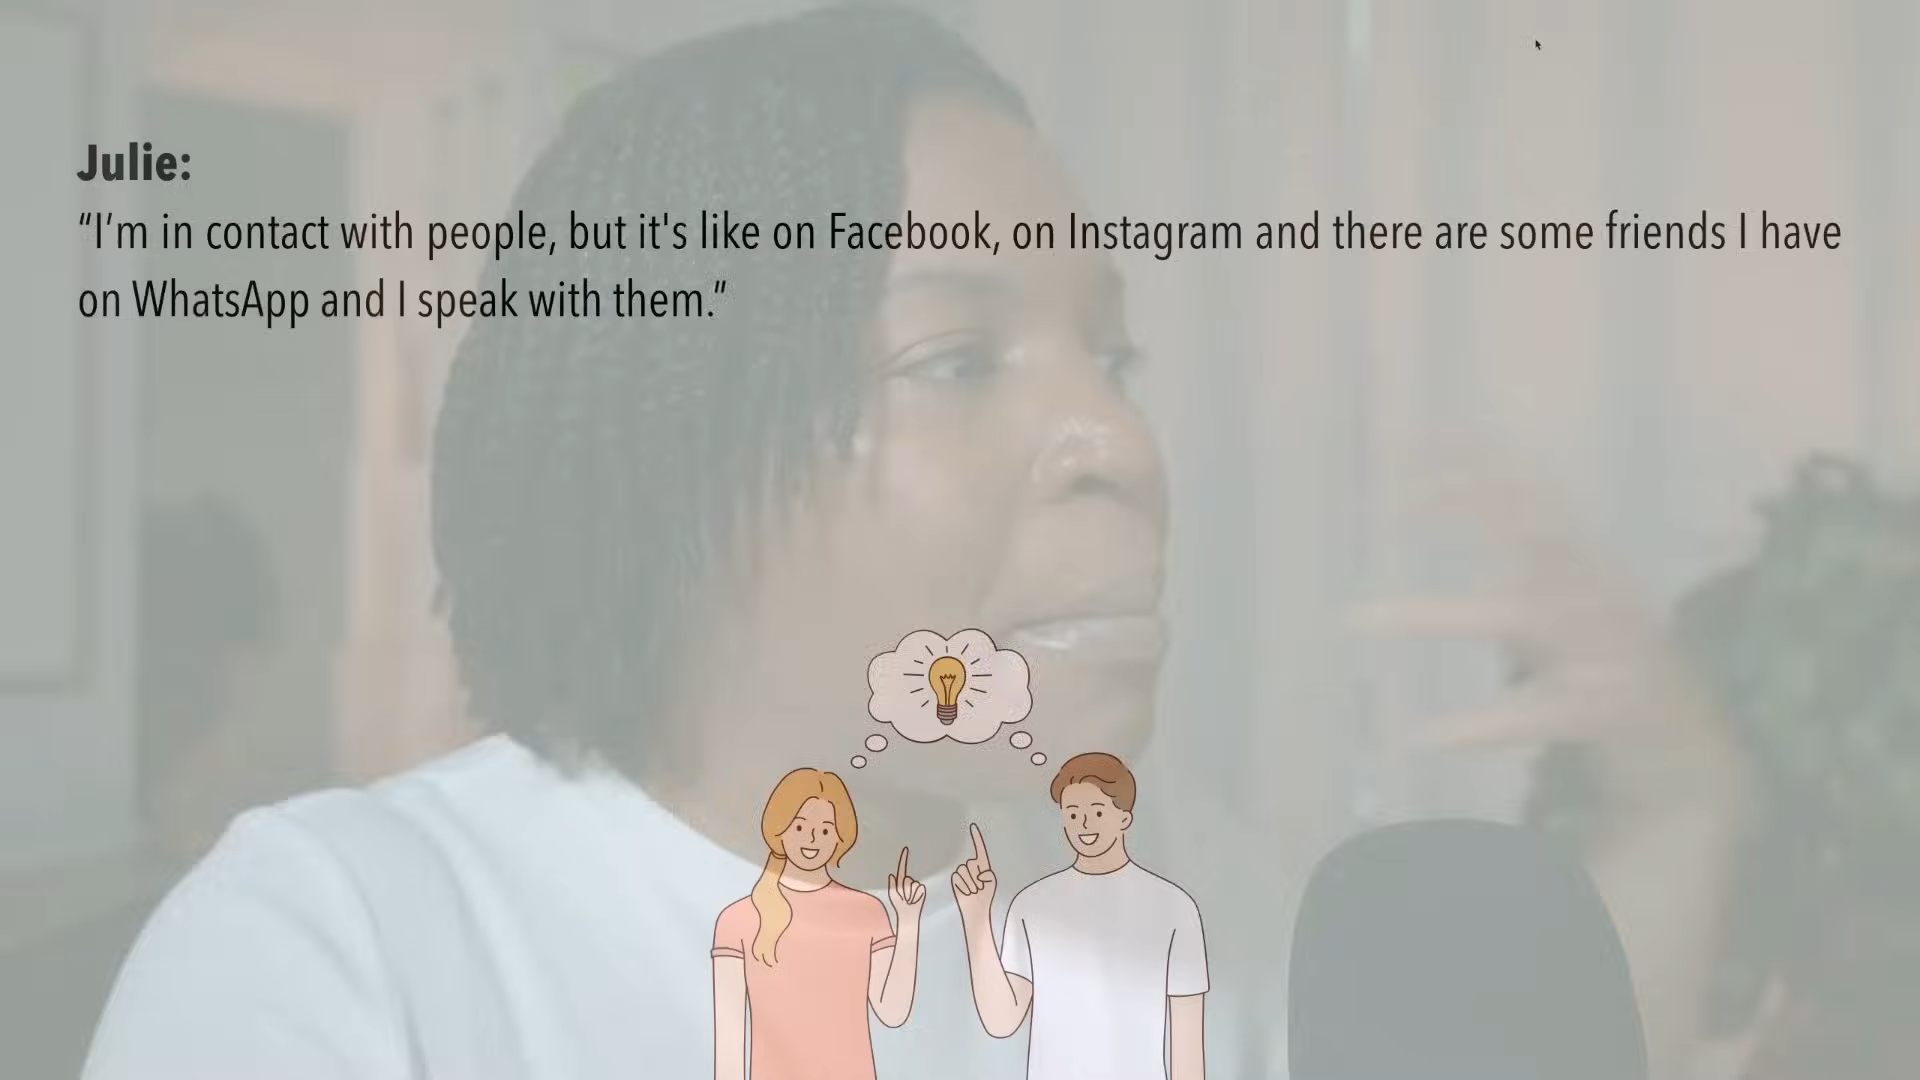 Julie:
“I’m in contact with people, but it's like on Facebook, on Instagram and there are some friends I have
on WhatsApp and I speak with them.”